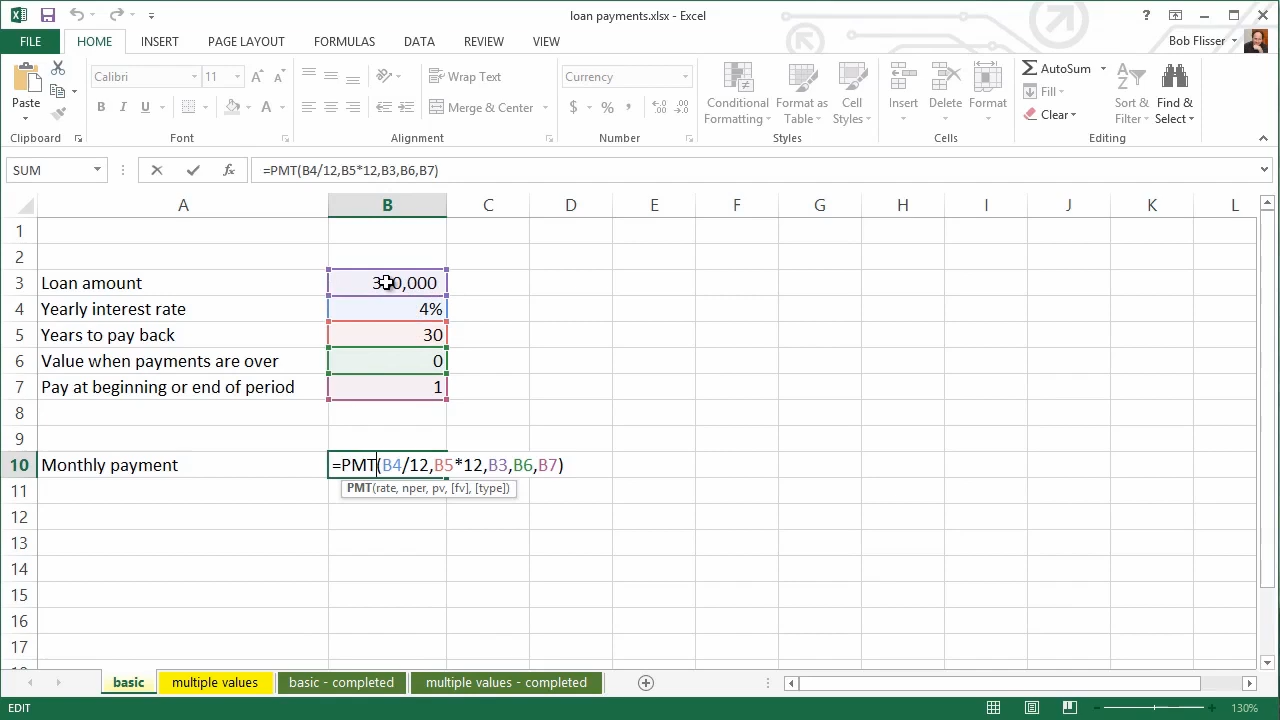 loan payments.xlsx - Excel
?
FILE
HOME
INSERT
PAGE LAYOUT
FORMULAS
DATA
REVIEW
VIEW
Bob Flisser
Paste
Clipboard
Calibri
11
A A
B I U
A
Font
Wrap Text
Merge & Center
Alignment
Currency
$ % ,
Number
Conditional Formatting
Format as Table
Cell Styles
Styles
Insert
Delete
Format
Cells
AutoSum
Fill
Clear
Sort & Filter
Find & Select
Editing
SUM
fx
=PMT(B4/12,B5*12,B3,B6,B7)
A B C D E F G H I J K L
1
2
3 Loan amount
4 Yearly interest rate 4%
5 Years to pay back 30
6 Value when payments are over 0
7 Pay at beginning or end of period 1
8
9
10 Monthly payment =PMT(B4/12,B5*12,B3,B6,B7)
PMT(rate, nper, pv, [fv], [type])
11
12
13
14
15
16
17
basic
multiple values
basic - completed
multiple values - completed
EDIT
130%